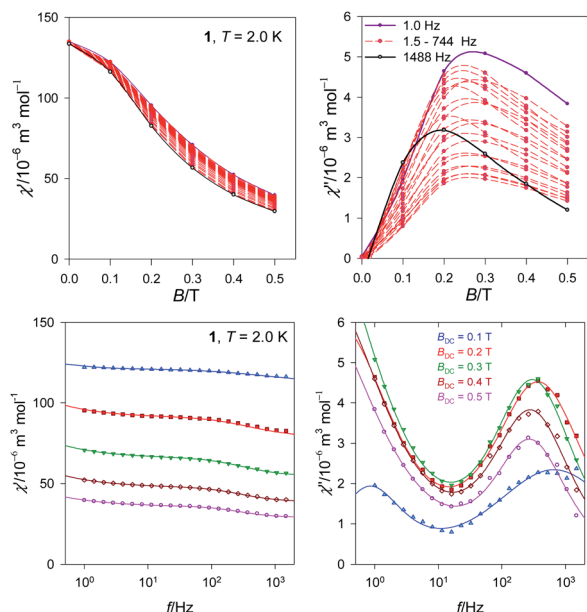 150
100
50
0
χ'/10⁻⁶ m³ mol⁻¹
1, T = 2.0 K
0.0 0.1 0.2 0.3 0.4 0.5
B/T
6
5
4
3
2
1
0
χ''/10⁻⁶ m³ mol⁻¹
1.0 Hz
1.5 - 744 Hz
1488 Hz
0.0 0.1 0.2 0.3 0.4 0.5
B/T
150
100
50
0
χ'/10⁻⁶ m³ mol⁻¹
1, T = 2.0 K
10⁰ 10¹ 10² 10³
f/Hz
6
5
4
3
2
1
0
χ''/10⁻⁶ m³ mol⁻¹
B_DC = 0.1 T
B_DC = 0.2 T
B_DC = 0.3 T
B_DC = 0.4 T
B_DC = 0.5 T
10⁰ 10¹ 10² 10³
f/Hz